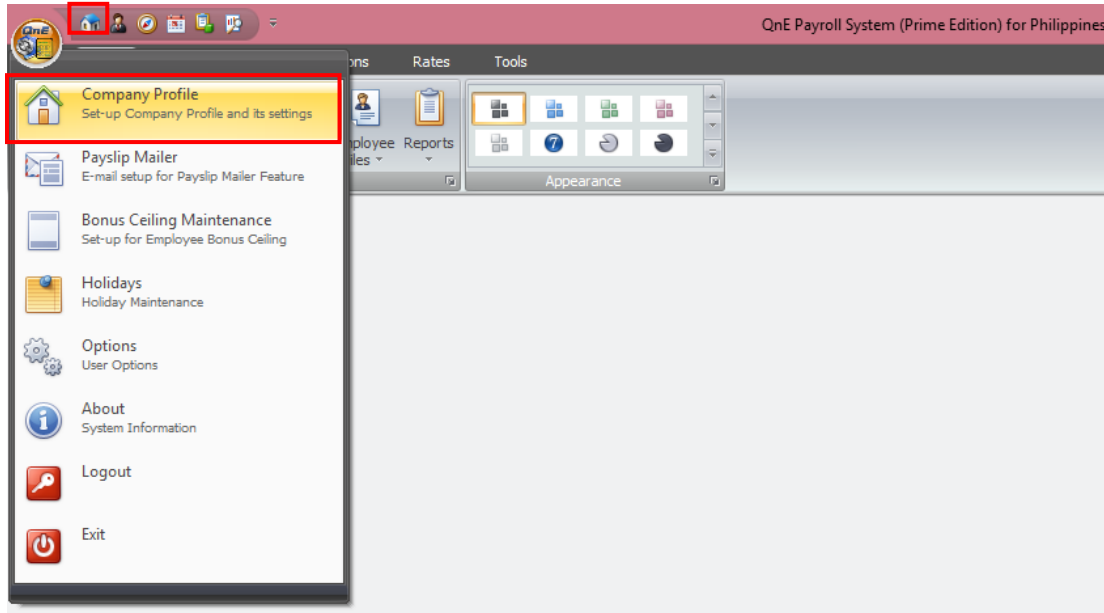 QnE
QnE Payroll System (Prime Edition) for Philippines
Rates
Tools
Company Profile
Set-up Company Profile and its settings
Reports
Payslip Mailer
E-mail setup for Payslip Mailer Feature
Appearance
Bonus Ceiling Maintenance
Set-up for Employee Bonus Ceiling
Holidays
Holiday Maintenance
Options
User Options
About
System Information
Logout
Exit